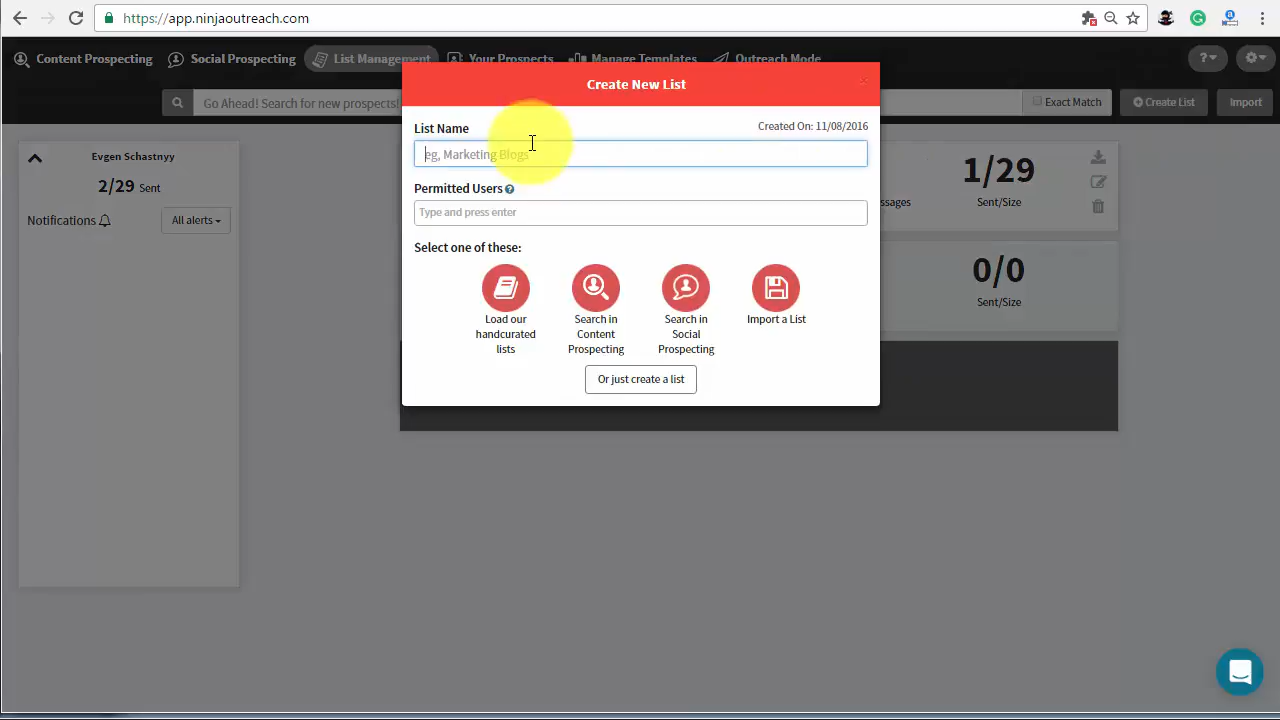 https://app.ninjaoutreach.com
Content Prospecting
Social Prospecting
List Management
Your Prospects
Manage Templates
Outreach Mode
?
Go Ahead! Search for new prospects!
Exact Match
Create List
Import
Create New List
List Name
Created On: 11/08/2016
eg, Marketing Blogs
Permitted Users ?
Type and press enter
Select one of these:
Load our
handcurated
lists
Search in
Content
Prospecting
Search in
Social
Prospecting
Import a List
Or just create a list
Evgen Schastnyy
2/29 Sent
Notifications
All alerts
ssages
1/29
Sent/Size
0/0
Sent/Size